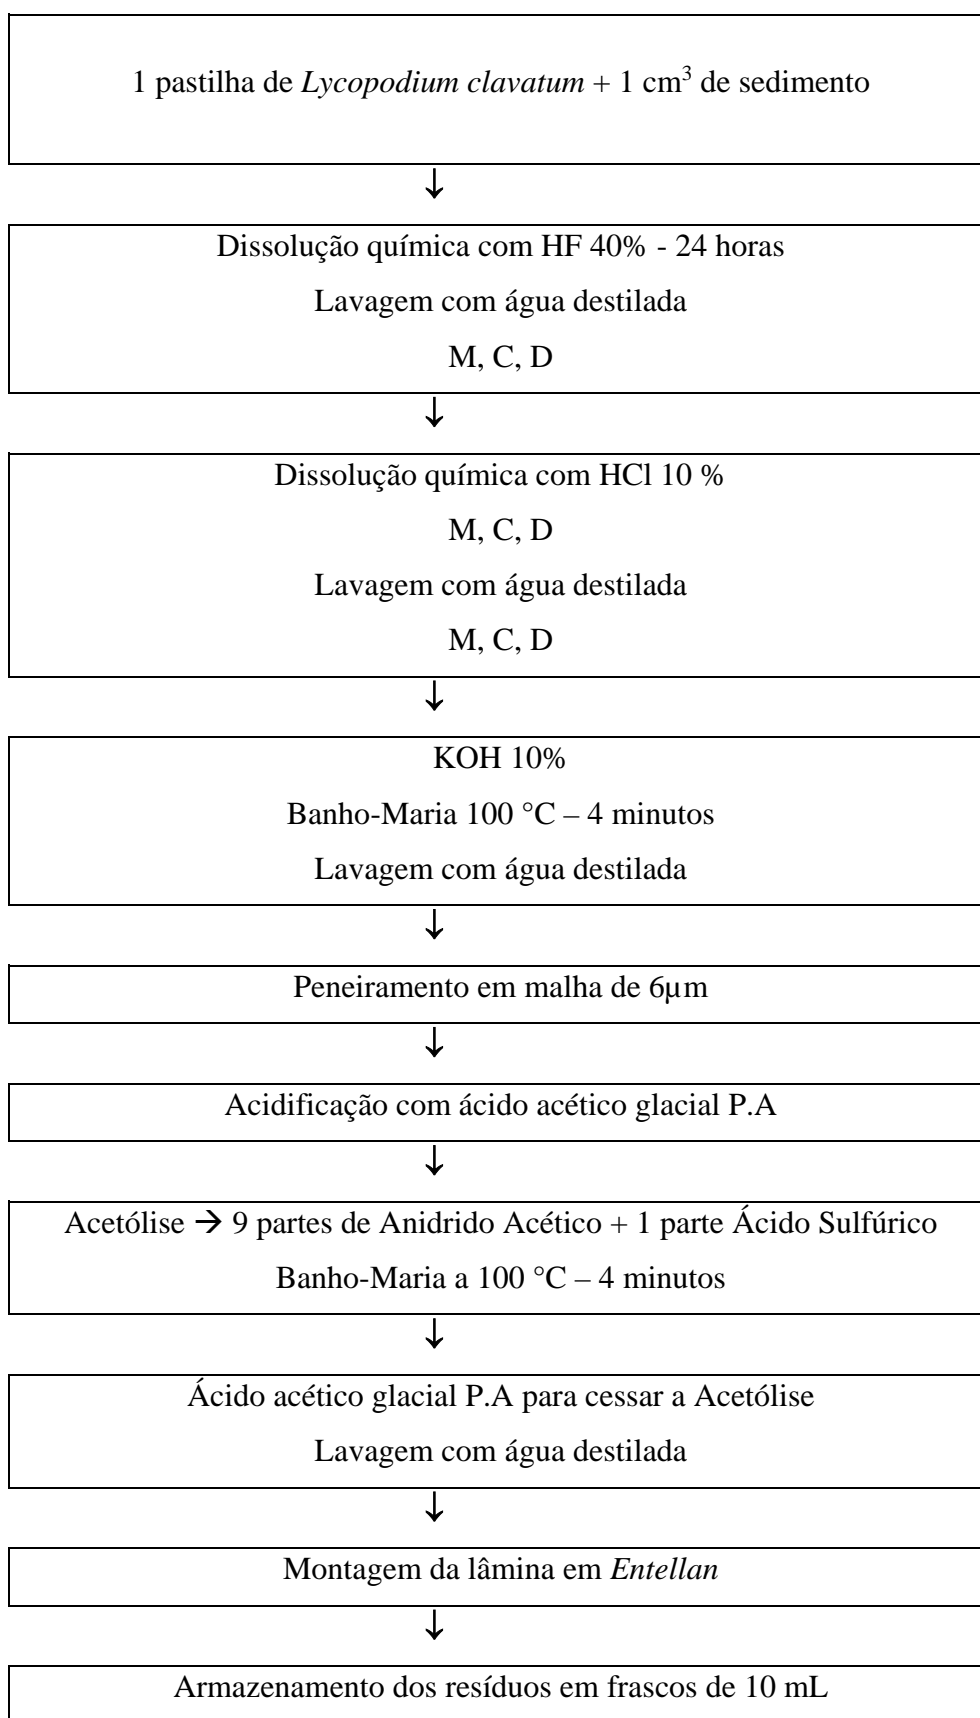 1 pastilha de Lycopodium clavatum + 1 cm³ de sedimento
↓
Dissolução química com HF 40% - 24 horas
Lavagem com água destilada
M, C, D
↓
Dissolução química com HCl 10 %
M, C, D
Lavagem com água destilada
M, C, D
↓
KOH 10%
Banho-Maria 100 °C – 4 minutos
Lavagem com água destilada
↓
Peneiramento em malha de 6µm
↓
Acidificação com ácido acético glacial P.A
↓
Acetólise → 9 partes de Anidrido Acético + 1 parte Ácido Sulfúrico
Banho-Maria a 100 °C – 4 minutos
↓
Ácido acético glacial P.A para cessar a Acetólise
Lavagem com água destilada
↓
Montagem da lâmina em Entellan
↓
Armazenamento dos resíduos em frascos de 10 mL